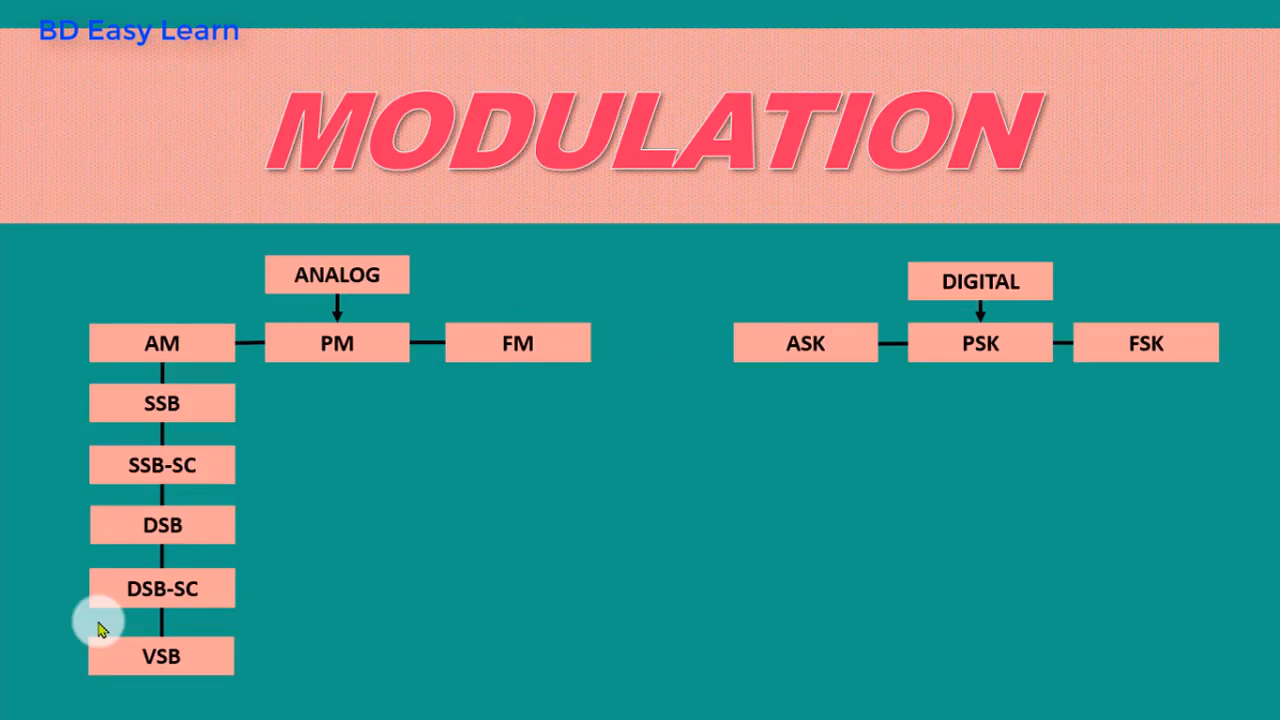 BD Easy Learn
MODULATION
ANALOG
DIGITAL
AM
PM
FM
ASK
PSK
FSK
SSB
SSB-SC
DSB
DSB-SC
VSB